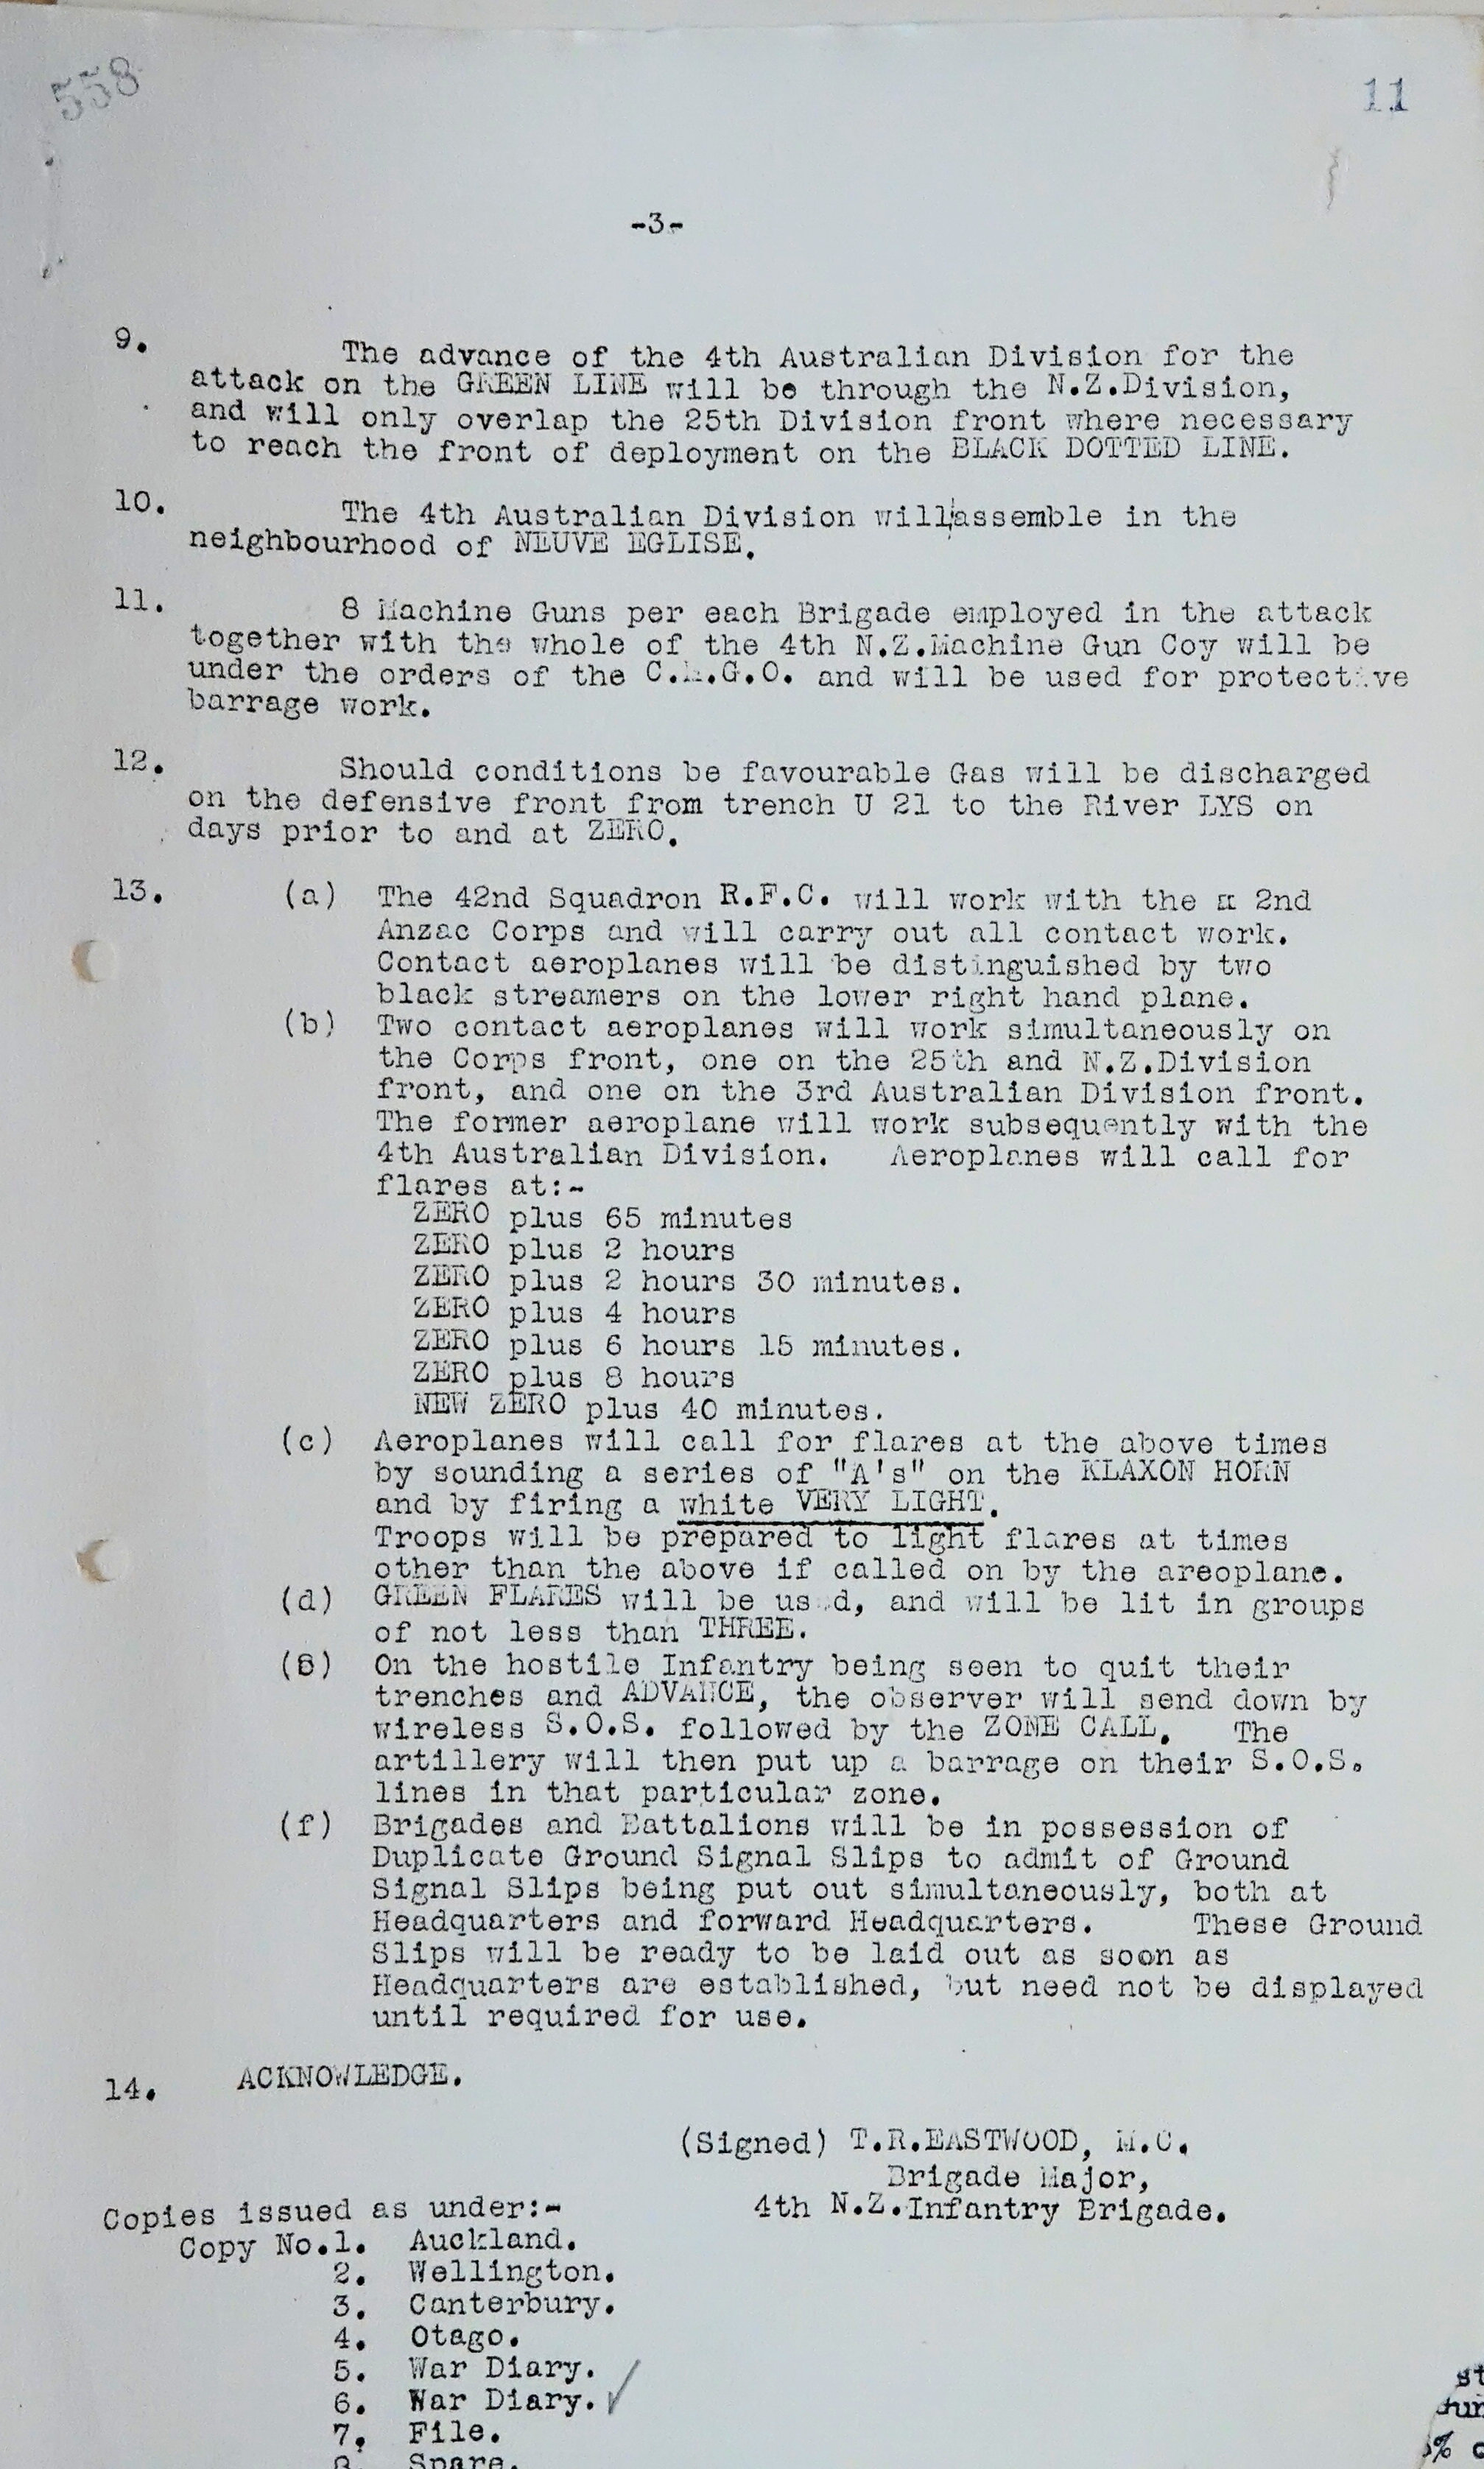 558
11
-3-
9. The advance of the 4th Australian Division for the
attack on the GREEN LINE will be through the N.Z.Division,
and will only overlap the 25th Division front where necessary
to reach the front of deployment on the BLACK DOTTED LINE.
10. The 4th Australian Division will assemble in the
neighbourhood of NEUVE EGLISE.
11. 8 Machine Guns per each Brigade employed in the attack
together with the whole of the 4th N.Z.Machine Gun Coy will be
under the orders of the C.M.G.O. and will be used for protective
barrage work.
12. Should conditions be favourable Gas will be discharged
on the defensive front from trench U 21 to the River LYS on
days prior to and at ZERO.
13. (a) The 42nd Squadron R.F.C. will work with the 2nd
Anzac Corps and will carry out all contact work.
Contact aeroplanes will be distinguished by two
black streamers on the lower right hand plane.
(b) Two contact aeroplanes will work simultaneously on
the Corps front, one on the 25th and N.Z.Division
front, and one on the 3rd Australian Division front.
The former aeroplane will work subsequently with the
4th Australian Division. Aeroplanes will call for
flares at:-
ZERO plus 65 minutes
ZERO plus 2 hours
ZERO plus 2 hours 30 minutes.
ZERO plus 4 hours
ZERO plus 6 hours 15 minutes.
ZERO plus 8 hours
NEW ZERO plus 40 minutes.
(c) Aeroplanes will call for flares at the above times
by sounding a series of "A's" on the KLAXON HORN
and by firing a white VERY LIGHT.
Troops will be prepared to light flares at times
other than the above if called on by the areoplane.
(d) GREEN FLARES will be used, and will be lit in groups
of not less than THREE.
(e) On the hostile Infantry being seen to quit their
trenches and ADVANCE, the observer will send down by
wireless S.O.S. followed by the ZONE CALL. The
artillery will then put up a barrage on their S.O.S.
lines in that particular zone.
(f) Brigades and Battalions will be in possession of
Duplicate Ground Signal Slips to admit of Ground
Signal Slips being put out simultaneously, both at
Headquarters and forward Headquarters. These Ground
Slips will be ready to be laid out as soon as
Headquarters are established, but need not be displayed
until required for use.
14. ACKNOWLEDGE.
(Signed) T.R.EASTWOOD, M.C.
Brigade Major,
4th N.Z.Infantry Brigade.
Copies issued as under:-
Copy No.1. Auckland.
2. Wellington.
3. Canterbury.
4. Otago.
5. War Diary.
6. War Diary.
7. File.
8. Spare.